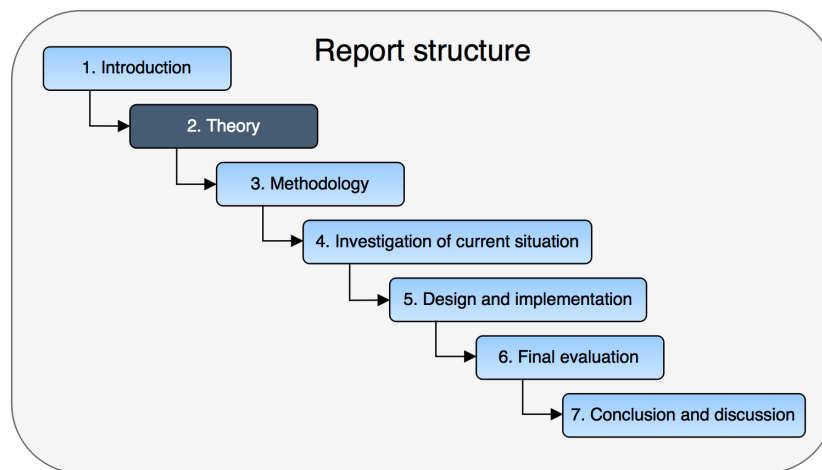 Report structure
1. Introduction
2. Theory
3. Methodology
4. Investigation of current situation
5. Design and implementation
6. Final evaluation
7. Conclusion and discussion